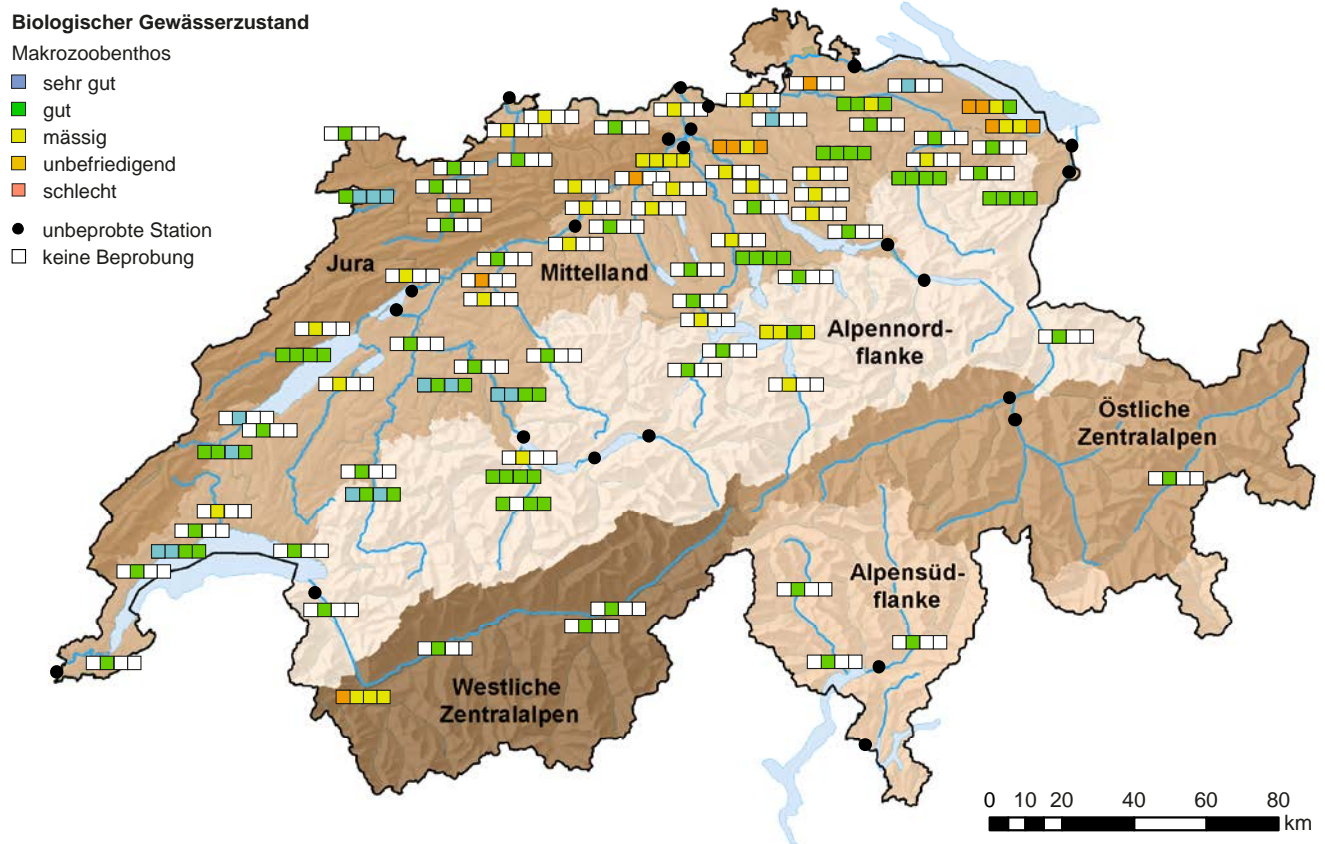 Biologischer Gewässerzustand
Makrozoobenthos
sehr gut
gut
mässig
unbefriedigend
schlecht
unbeprobte Station
keine Beprobung
Jura
Mittelland
Alpennord-
flanke
Östliche
Zentralalpen
Alpensüd-
flanke
Westliche
Zentralalpen
0 10 20 40 60 80
km